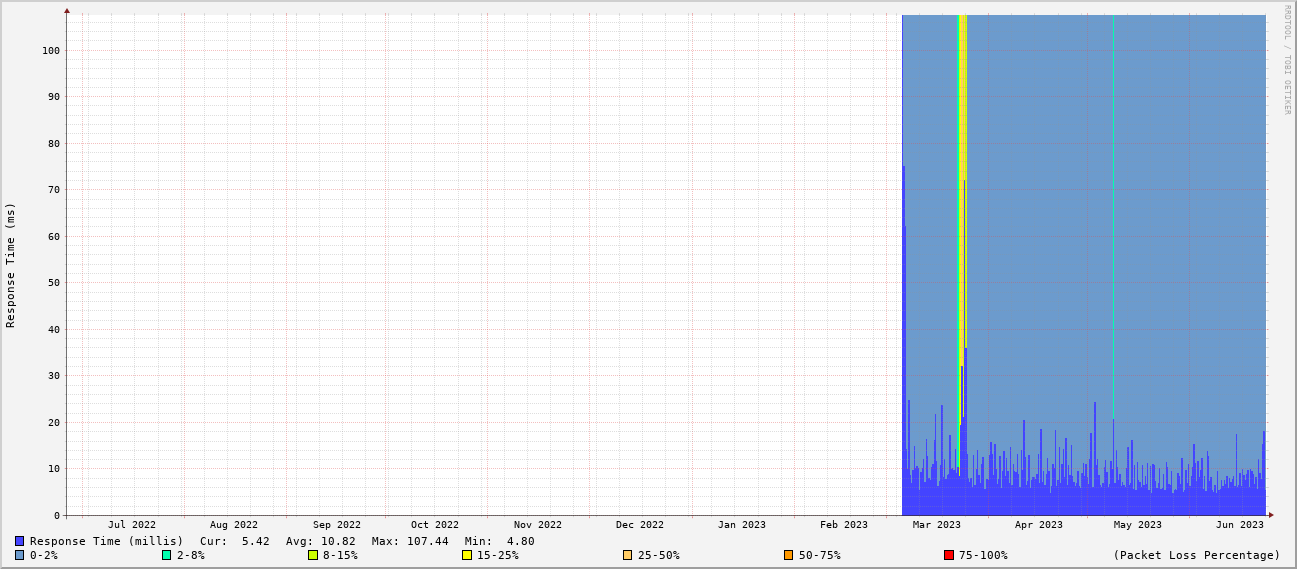 RRDTOOL / TOBI OETIKER
Response Time (ms)
100
90
80
70
60
50
40
30
20
10
0
Jul 2022 Aug 2022 Sep 2022 Oct 2022 Nov 2022 Dec 2022 Jan 2023 Feb 2023 Mar 2023 Apr 2023 May 2023 Jun 2023
Response Time (millis) Cur: 5.42 Avg: 10.82 Max: 107.44 Min: 4.80
0-2% 2-8% 8-15% 15-25% 25-50% 50-75% 75-100% (Packet Loss Percentage)